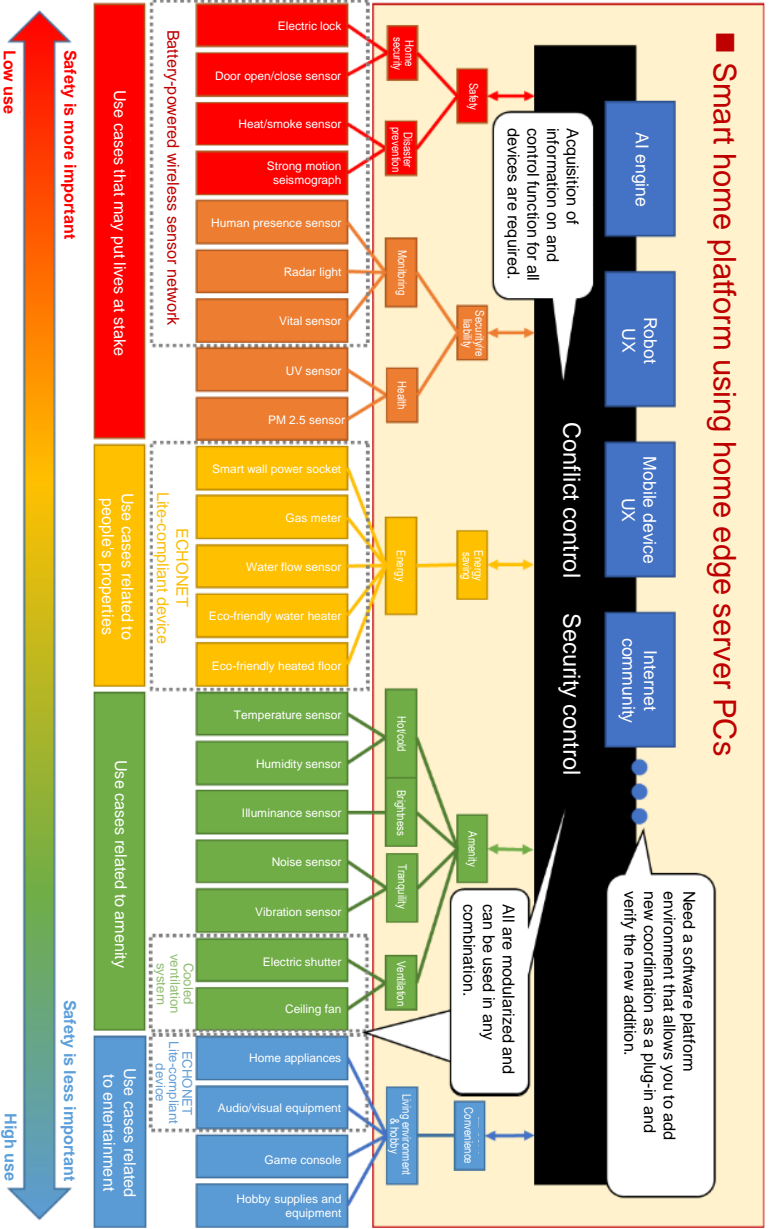 ■ Smart home platform using home edge server PCs
AI engine
Robot
UX
Mobile device
UX
Internet
community
Need a software platform
environment that allows you to add
new coordination as a plug-in and
verify the new addition.
Acquisition of
information on and
control function for all
devices are required.
Conflict control
Security control
All are modularized and
can be used in any
combination.
Safety
Security/re
liability
Energy
saving
Amenity
Convenience
Home
security
Disaster
prevention
Monitoring
Health
Energy
Hot/cold
Brightness
Tranquility
Ventilation
Living environment
& hobby
Electric lock
Door open/close sensor
Heat/smoke sensor
Strong motion
seismograph
Human presence sensor
Radar light
Vital sensor
UV sensor
PM 2.5 sensor
Smart wall power socket
Gas meter
Water flow sensor
Eco-friendly water heater
Eco-friendly heated floor
Temperature sensor
Humidity sensor
Illuminance sensor
Noise sensor
Vibration sensor
Electric shutter
Ceiling fan
Home appliances
Audio/visual equipment
Game console
Hobby supplies and
equipment
Battery-powered wireless sensor network
ECHONET
Lite-compliant device
Cooled
ventilation
system
ECHONET
Lite-compliant
device
Use cases that may put lives at stake
Use cases related to
people's properties
Use cases related to amenity
Use cases related
to entertainment
Safety is more important
Safety is less important
Low use
High use